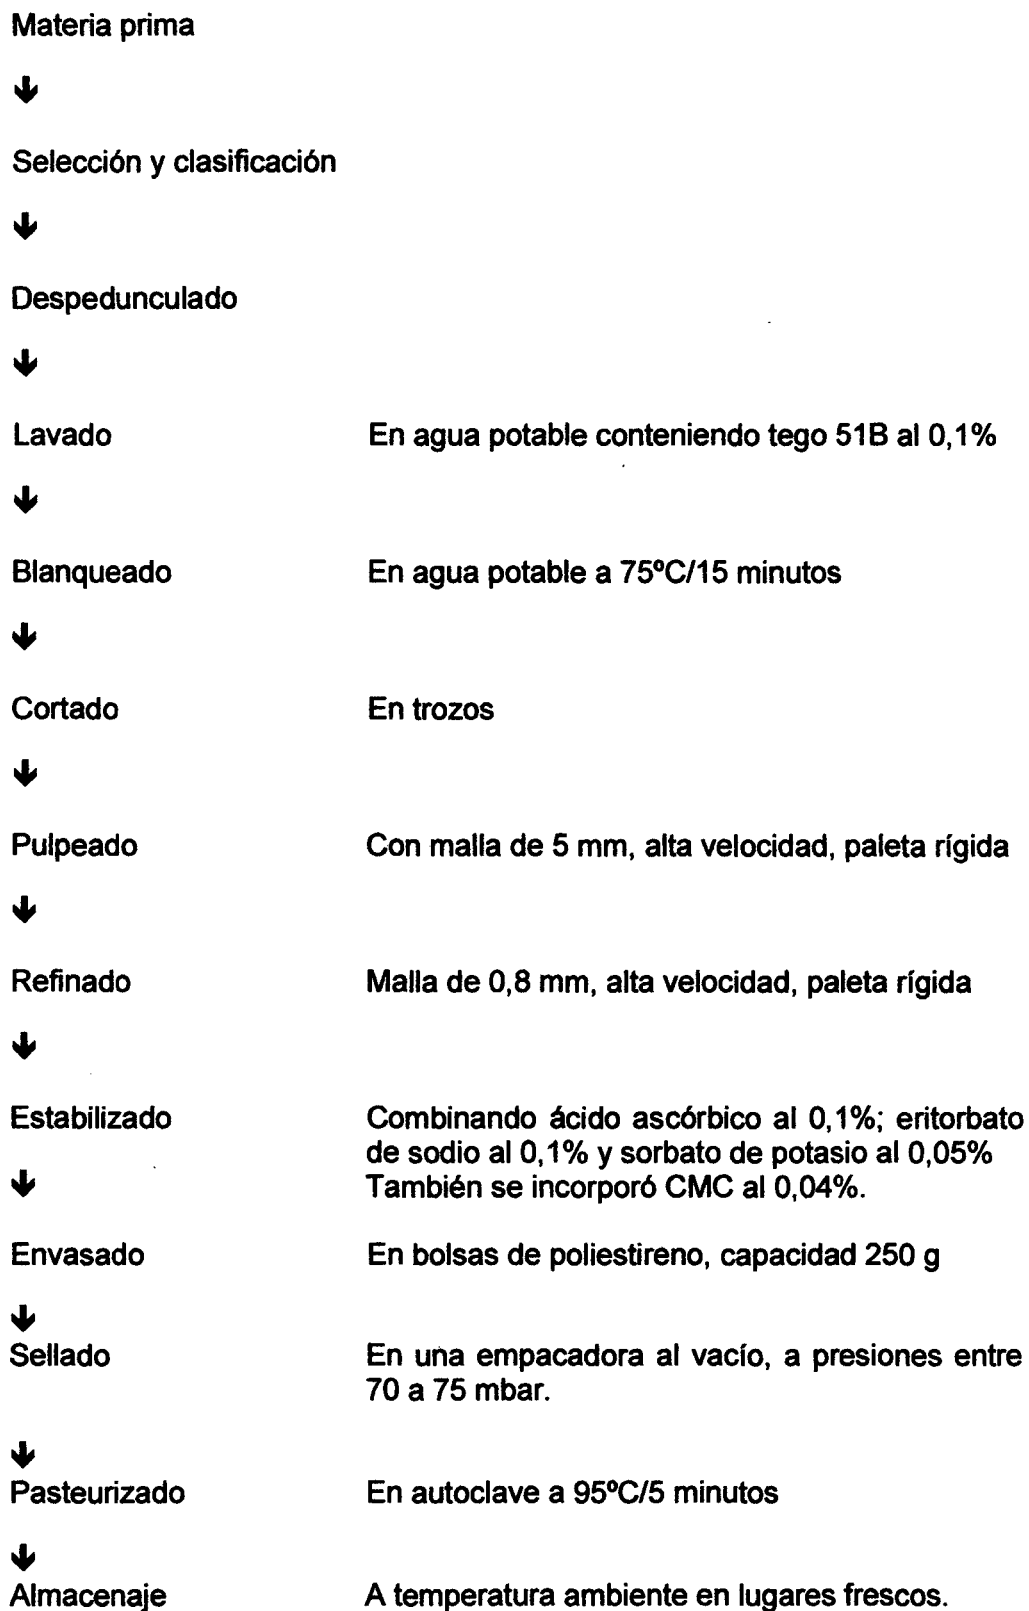 Materia prima
↓
Selección y clasificación
↓
Despedunculado
↓
Lavado En agua potable conteniendo tego 51B al 0,1%
↓
Blanqueado En agua potable a 75ºC/15 minutos
↓
Cortado En trozos
↓
Pulpeado Con malla de 5 mm, alta velocidad, paleta rígida
↓
Refinado Malla de 0,8 mm, alta velocidad, paleta rígida
↓
Estabilizado Combinando ácido ascórbico al 0,1%; eritorbato
de sodio al 0,1% y sorbato de potasio al 0,05%
↓ También se incorporó CMC al 0,04%.
Envasado En bolsas de poliestireno, capacidad 250 g
↓
Sellado En una empacadora al vacío, a presiones entre
70 a 75 mbar.
↓
Pasteurizado En autoclave a 95ºC/5 minutos
↓
Almacenaje A temperatura ambiente en lugares frescos.